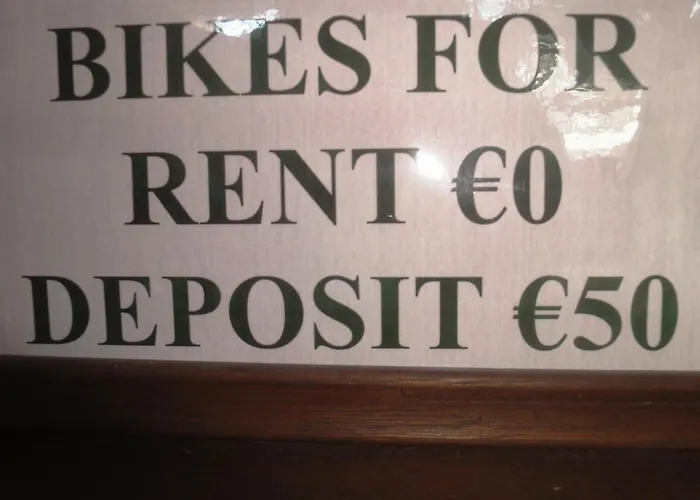 BIKES FOR
RENT €0
DEPOSIT €50